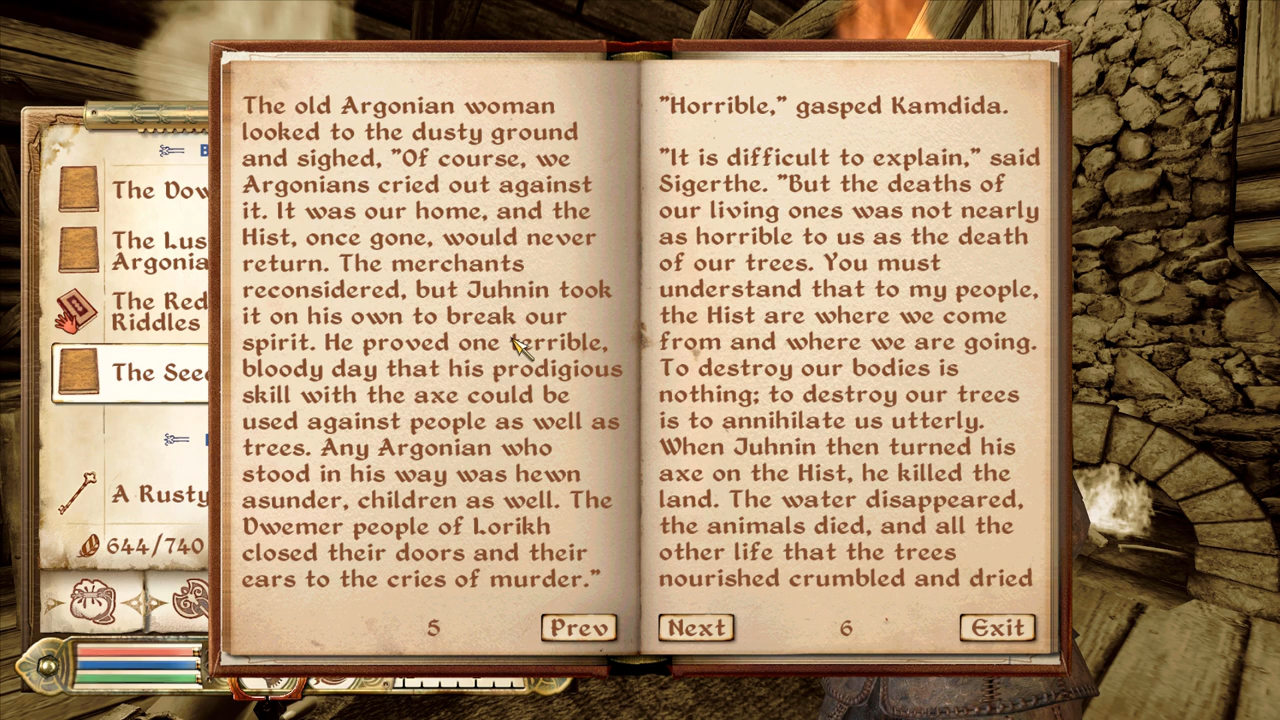 The Dow
The Lus
Argonia
The Red
Riddles
The See
A Rusty
644/740
The old Argonian woman
looked to the dusty ground
and sighed, "Of course, we
Argonians cried out against
it. It was our home, and the
Hist, once gone, would never
return. The merchants
reconsidered, but Juhnin took
it on his own to break our
spirit. He proved one terrible,
bloody day that his prodigious
skill with the axe could be
used against people as well as
trees. Any Argonian who
stood in his way was hewn
asunder, children as well. The
Dwemer people of Lorikh
closed their doors and their
ears to the cries of murder."
5
Prev
"Horrible," gasped Kamdida.
"It is difficult to explain," said
Sigerthe. "But the deaths of
our living ones was not nearly
as horrible to us as the death
of our trees. You must
understand that to my people,
the Hist are where we come
from and where we are going.
To destroy our bodies is
nothing; to destroy our trees
is to annihilate us utterly.
When Juhnin then turned his
axe on the Hist, he killed the
land. The water disappeared,
the animals died, and all the
other life that the trees
nourished crumbled and dried
Next
6
Exit